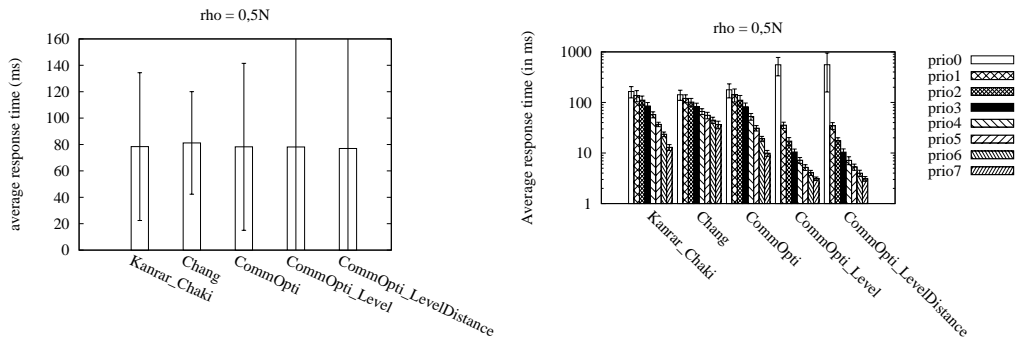 rho = 0,5N
average response time (ms)
160
140
120
100
80
60
40
20
0
Kanrar_Chaki
Chang
CommOpti
CommOpti_Level
CommOpti_LevelDistance
rho = 0,5N
Average response time (in ms)
1000
100
10
1
Kanrar_Chaki
Chang
CommOpti
CommOpti_Level
CommOpti_LevelDistance
prio0
prio1
prio2
prio3
prio4
prio5
prio6
prio7